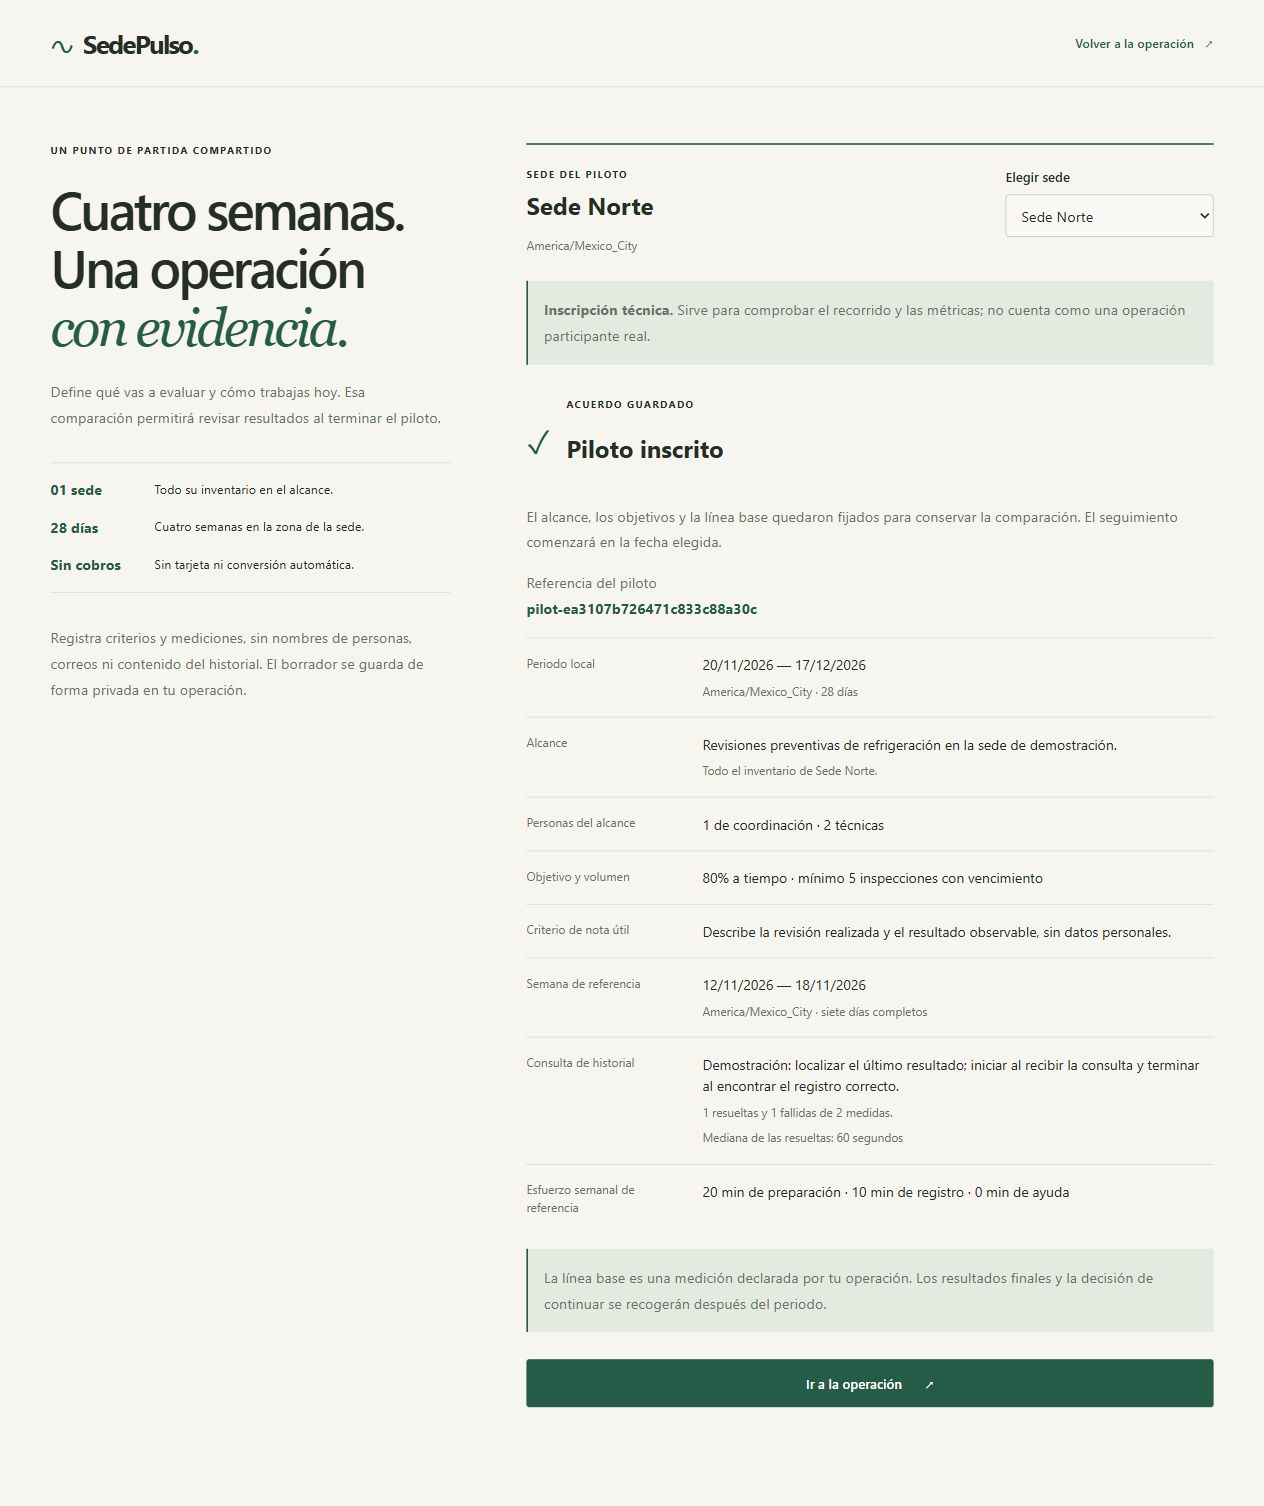 SedePulso.
Volver a la operación ↗
UN PUNTO DE PARTIDA COMPARTIDO
Cuatro semanas.
Una operación
con evidencia.
Define qué vas a evaluar y cómo trabajas hoy. Esa
comparación permitirá revisar resultados al terminar el piloto.
01 sede Todo su inventario en el alcance.
28 días Cuatro semanas en la zona de la sede.
Sin cobros Sin tarjeta ni conversión automática.
Registra criterios y mediciones, sin nombres de personas,
correos ni contenido del historial. El borrador se guarda de
forma privada en tu operación.
SEDE DEL PILOTO
Sede Norte
America/Mexico_City
Elegir sede
Sede Norte
Inscripción técnica. Sirve para comprobar el recorrido y las métricas; no cuenta como una operación
participante real.
ACUERDO GUARDADO
✓ Piloto inscrito
El alcance, los objetivos y la línea base quedaron fijados para conservar la comparación. El seguimiento
comenzará en la fecha elegida.
Referencia del piloto
pilot-ea3107b726471c833c88a30c
Periodo local 20/11/2026 — 17/12/2026
America/Mexico_City · 28 días
Alcance Revisiones preventivas de refrigeración en la sede de demostración.
Todo el inventario de Sede Norte.
Personas del alcance 1 de coordinación · 2 técnicas
Objetivo y volumen 80% a tiempo · mínimo 5 inspecciones con vencimiento
Criterio de nota útil Describe la revisión realizada y el resultado observable, sin datos personales.
Semana de referencia 12/11/2026 — 18/11/2026
America/Mexico_City · siete días completos
Consulta de historial Demostración: localizar el último resultado; iniciar al recibir la consulta y terminar
al encontrar el registro correcto.
1 resueltas y 1 fallidas de 2 medidas.
Mediana de las resueltas: 60 segundos
Esfuerzo semanal de
referencia
20 min de preparación · 10 min de registro · 0 min de ayuda
La línea base es una medición declarada por tu operación. Los resultados finales y la decisión de
continuar se recogerán después del periodo.
Ir a la operación ↗